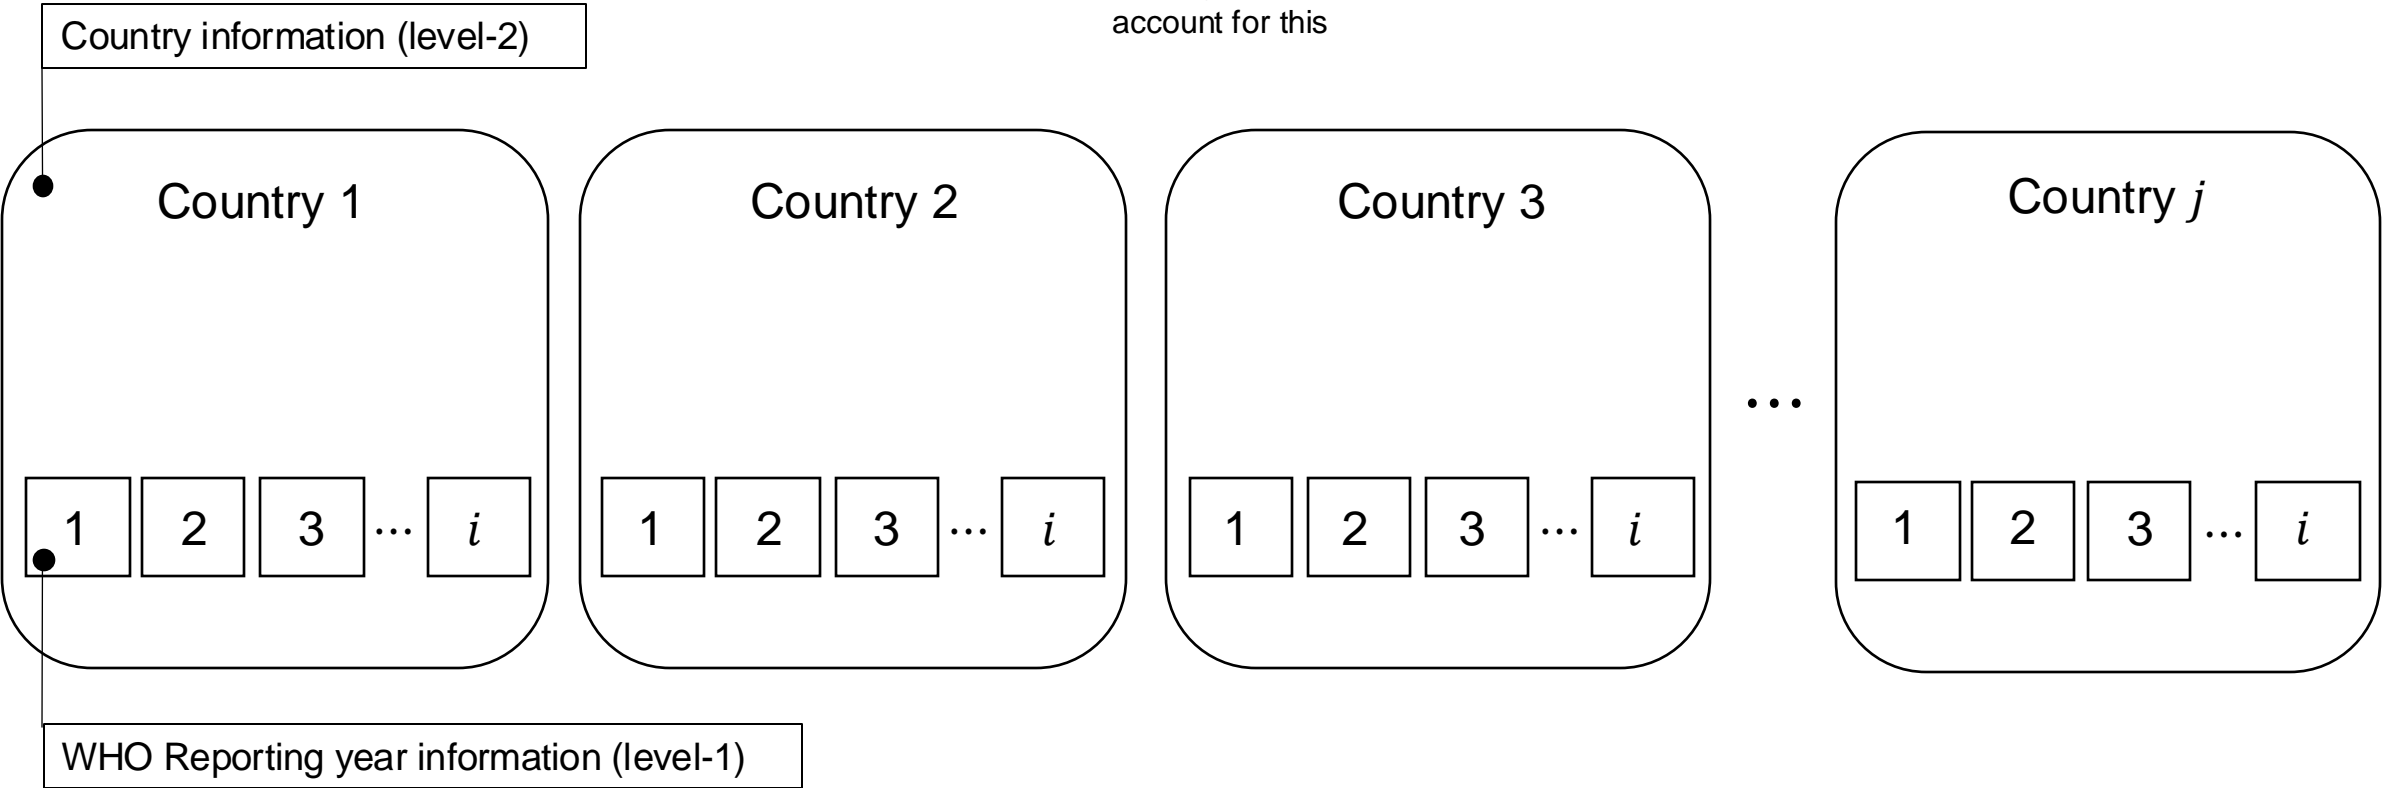 account for this
Country information (level-2)
Country 1
Country 2
Country 3
Country j
1 2 3 ... i
1 2 3 ... i
1 2 3 ... i
...
1 2 3 ... i
WHO Reporting year information (level-1)